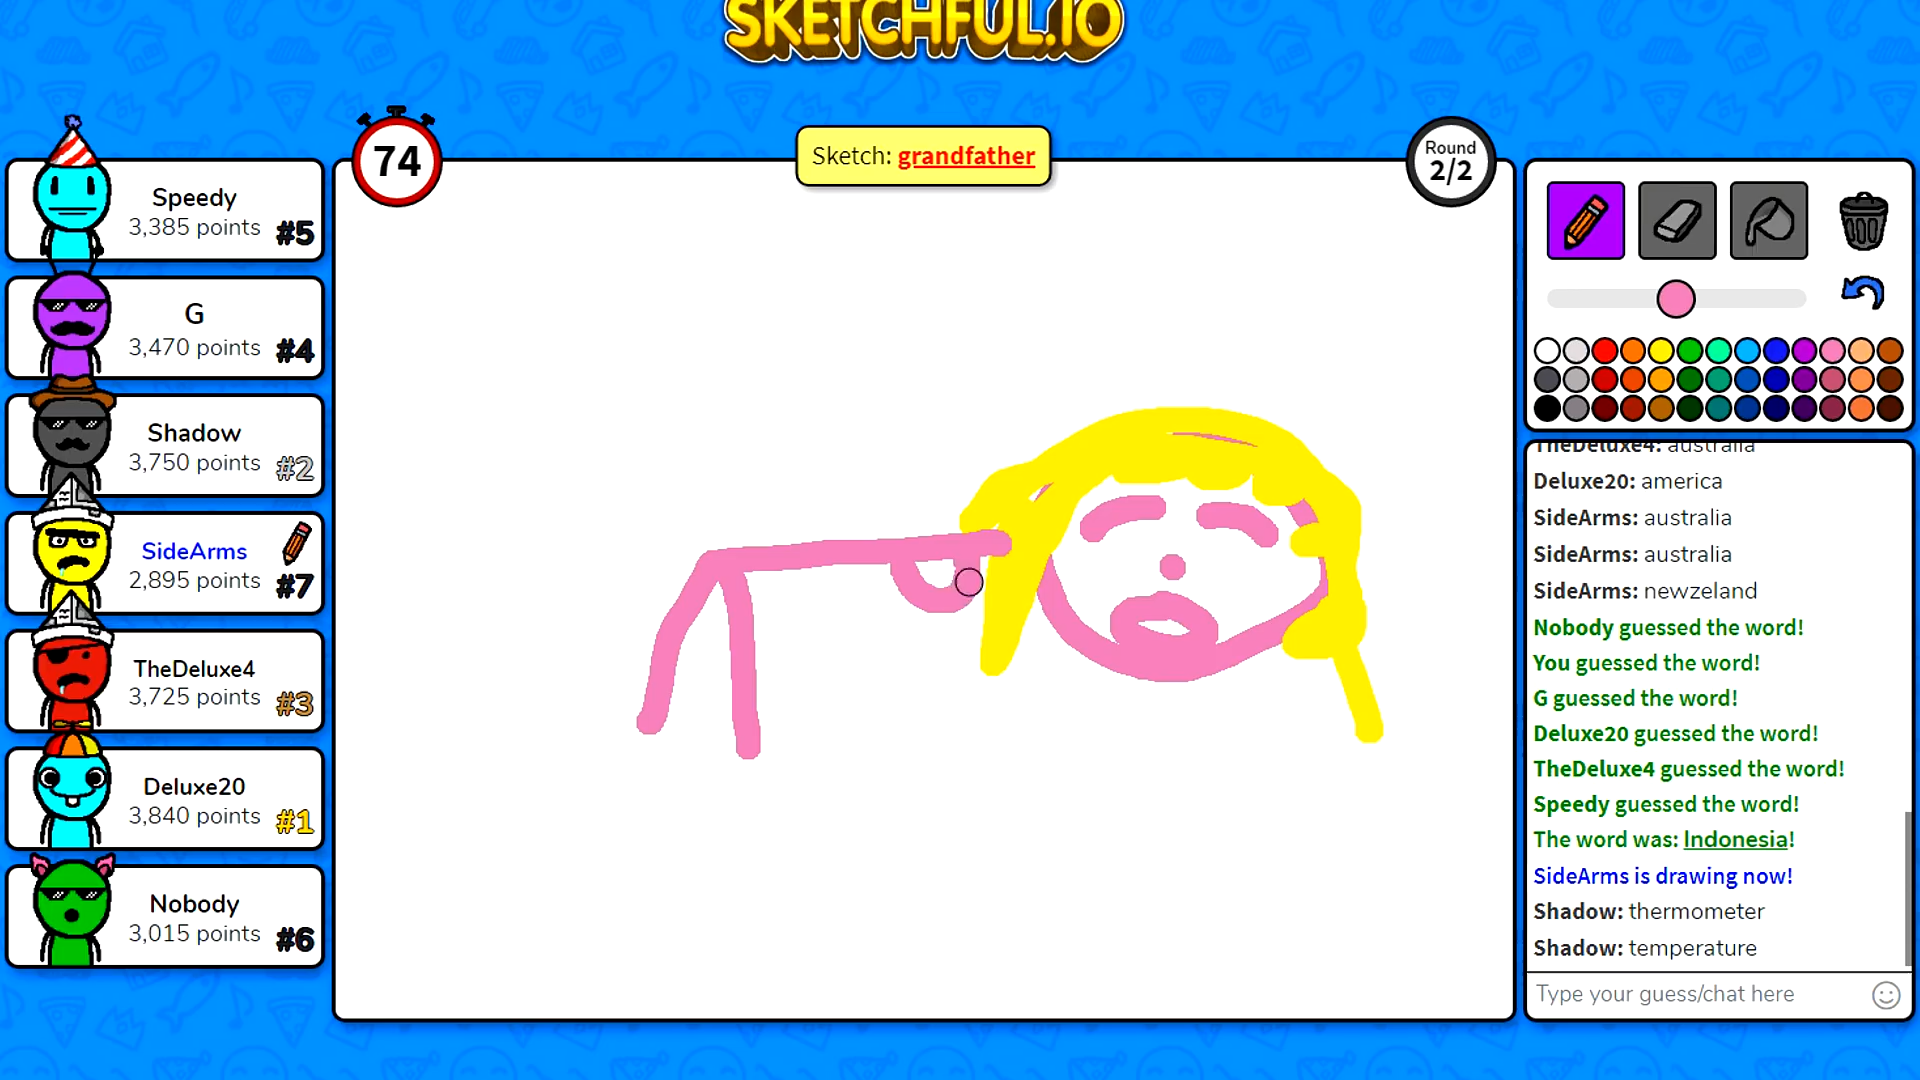 SKETCHFUL.IO
74
Sketch: grandfather
Round
2/2
Speedy
3,385 points
#5
G
3,470 points
#4
Shadow
3,750 points
#2
SideArms
2,895 points
#7
TheDeluxe4
3,725 points
#3
Deluxe20
3,840 points
#1
Nobody
3,015 points
#6
TheDeluxe4: australia
Deluxe20: america
SideArms: australia
SideArms: australia
SideArms: newzeland
Nobody guessed the word!
You guessed the word!
G guessed the word!
Deluxe20 guessed the word!
TheDeluxe4 guessed the word!
Speedy guessed the word!
The word was: Indonesia!
SideArms is drawing now!
Shadow: thermometer
Shadow: temperature
Type your guess/chat here